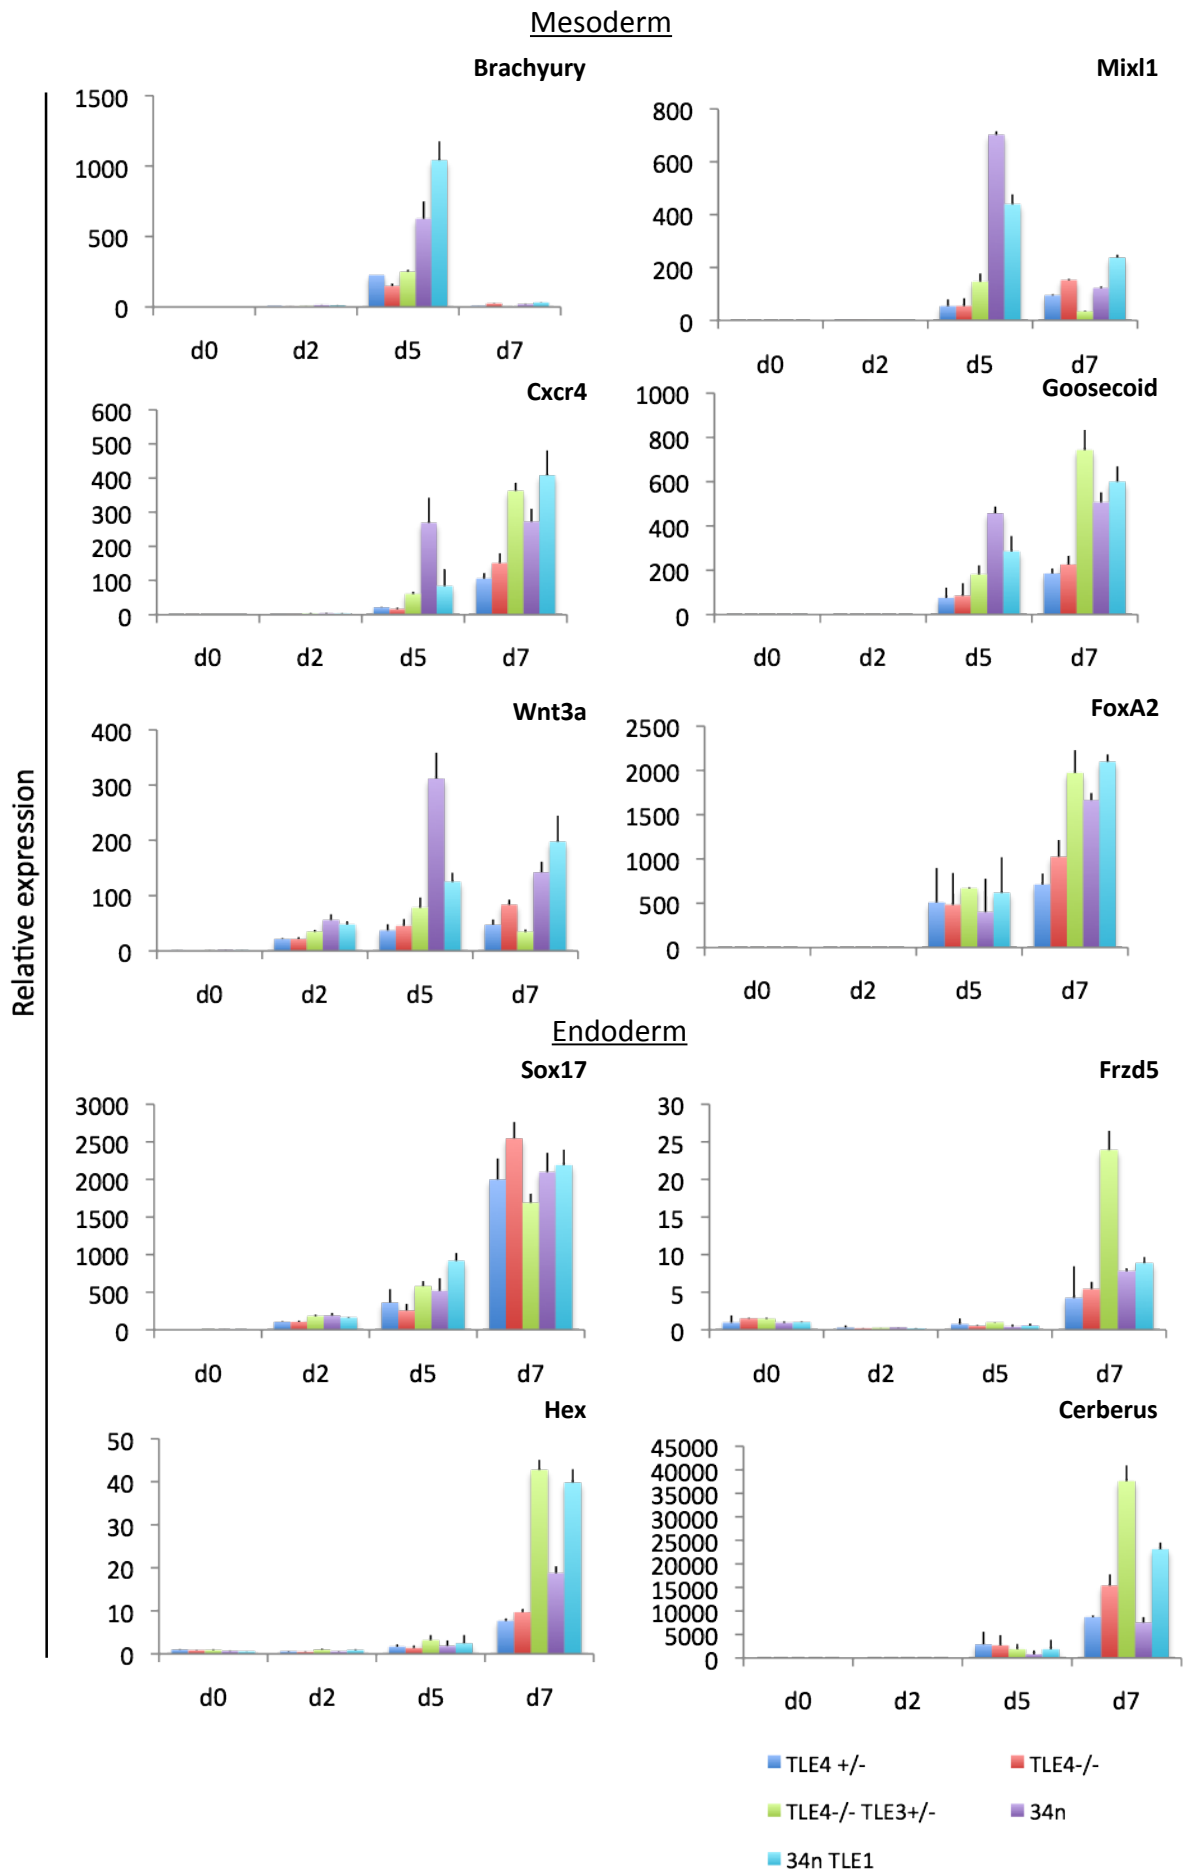 Mesoderm
Brachyury
1500
1000
500
0
d0 d2 d5 d7
Mixl1
800
600
400
200
0
d0 d2 d5 d7
Cxcr4
600
500
400
300
200
100
0
d0 d2 d5 d7
Goosecoid
1000
800
600
400
200
0
d0 d2 d5 d7
Wnt3a
400
300
200
100
0
d0 d2 d5 d7
FoxA2
2500
2000
1500
1000
500
0
d0 d2 d5 d7
Relative expression
Endoderm
Sox17
3000
2500
2000
1500
1000
500
0
d0 d2 d5 d7
Frzd5
30
25
20
15
10
5
0
d0 d2 d5 d7
Hex
50
40
30
20
10
0
d0 d2 d5 d7
Cerberus
45000
40000
35000
30000
25000
20000
15000
10000
5000
0
d0 d2 d5 d7
TLE4 +/- TLE4-/-
TLE4-/- TLE3+/- 34n
34n TLE1